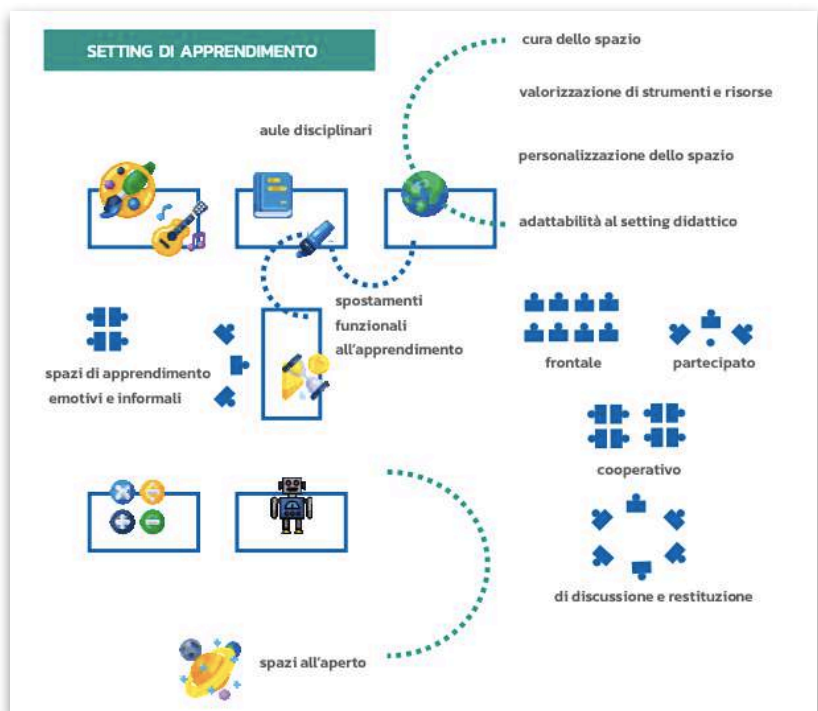 SETTING DI APPRENDIMENTO
cura dello spazio
valorizzazione di strumenti e risorse
aule disciplinari
personalizzazione dello spazio
adattabilità al setting didattico
spostamenti
funzionali
all'apprendimento
spazi di apprendimento
emotivi e informali
frontale
partecipato
cooperativo
di discussione e restituzione
spazi all'aperto